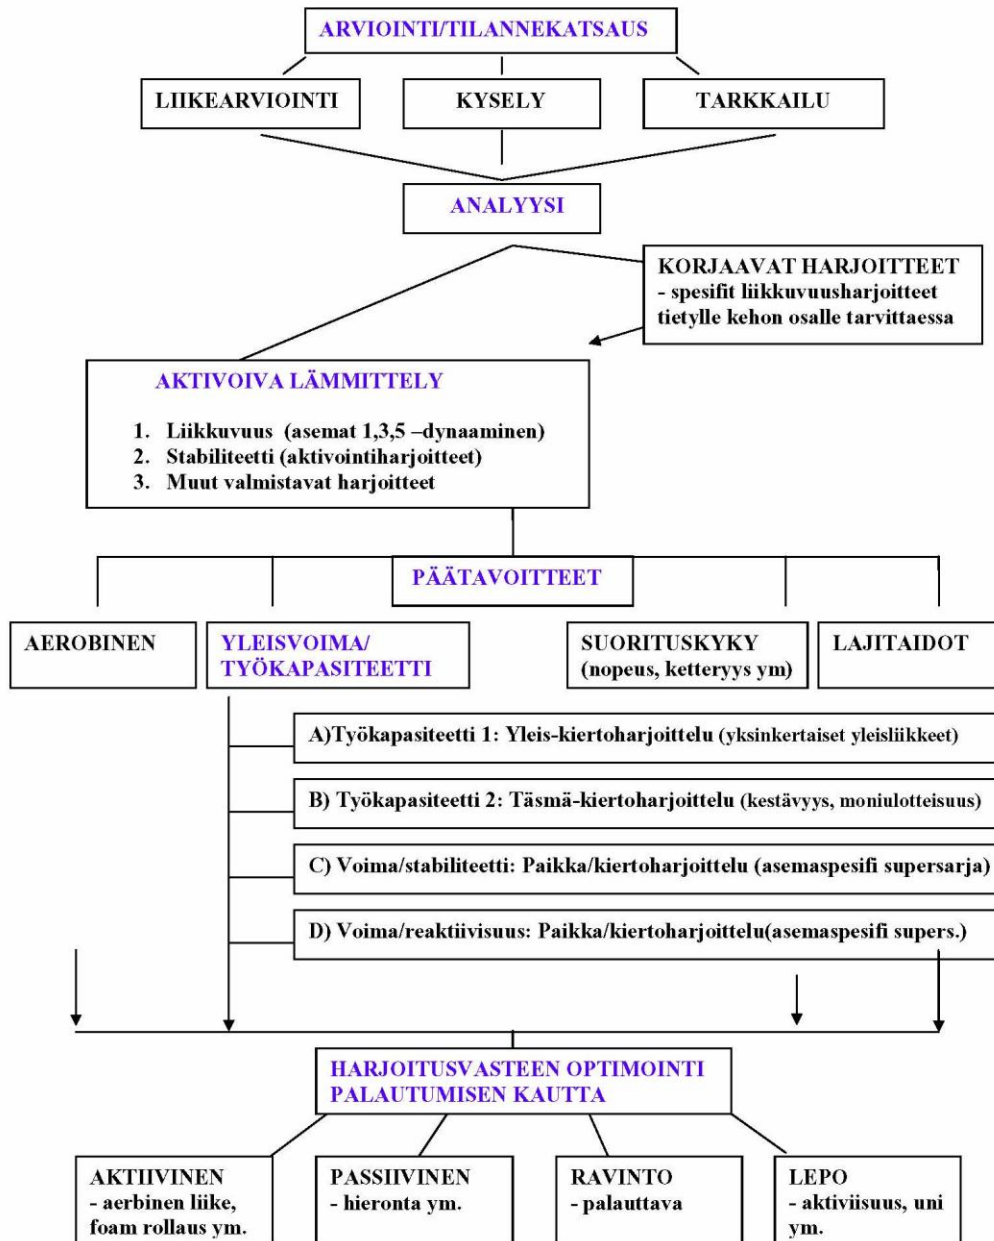 ARVIOINTI/TILANNEKATSAUS
LIIKEARVIOINTI
KYSELY
TARKKAILU
ANALYYSI
KORJAAVAT HARJOITTEET
- spesifit liikkuvuusharjoitteet
tietylle kehon osalle tarvittaessa
AKTIVOIVA LÄMMITTELY
1. Liikkuvuus (asemat 1,3,5 –dynaaminen)
2. Stabiliteetti (aktivointiharjoitteet)
3. Muut valmistavat harjoitteet
PÄÄTAVOITTEET
AEROBINEN
YLEISVOIMA/
TYÖKAPASITEETTI
SUORITUSKYKY
(nopeus, ketteryys ym)
LAJITAIDOT
A)Työkapasiteetti 1: Yleis-kiertoharjoittelu (yksinkertaiset yleisliikkeet)
B) Työkapasiteetti 2: Täsmä-kiertoharjoittelu (kestävyys, moniulotteisuus)
C) Voima/stabiliteetti: Paikka/kiertoharjoittelu (asemaspesifi supersarja)
D) Voima/reaktiivisuus: Paikka/kiertoharjoittelu(asemaspesifi supers.)
HARJOITUSVASTEEN OPTIMOINTI
PALAUTUMISEN KAUTTA
AKTIIVINEN
- aerbinen liike,
foam rollaus ym.
PASSIIVINEN
- hieronta ym.
RAVINTO
- palauttava
LEPO
- aktiviisuus, uni
ym.